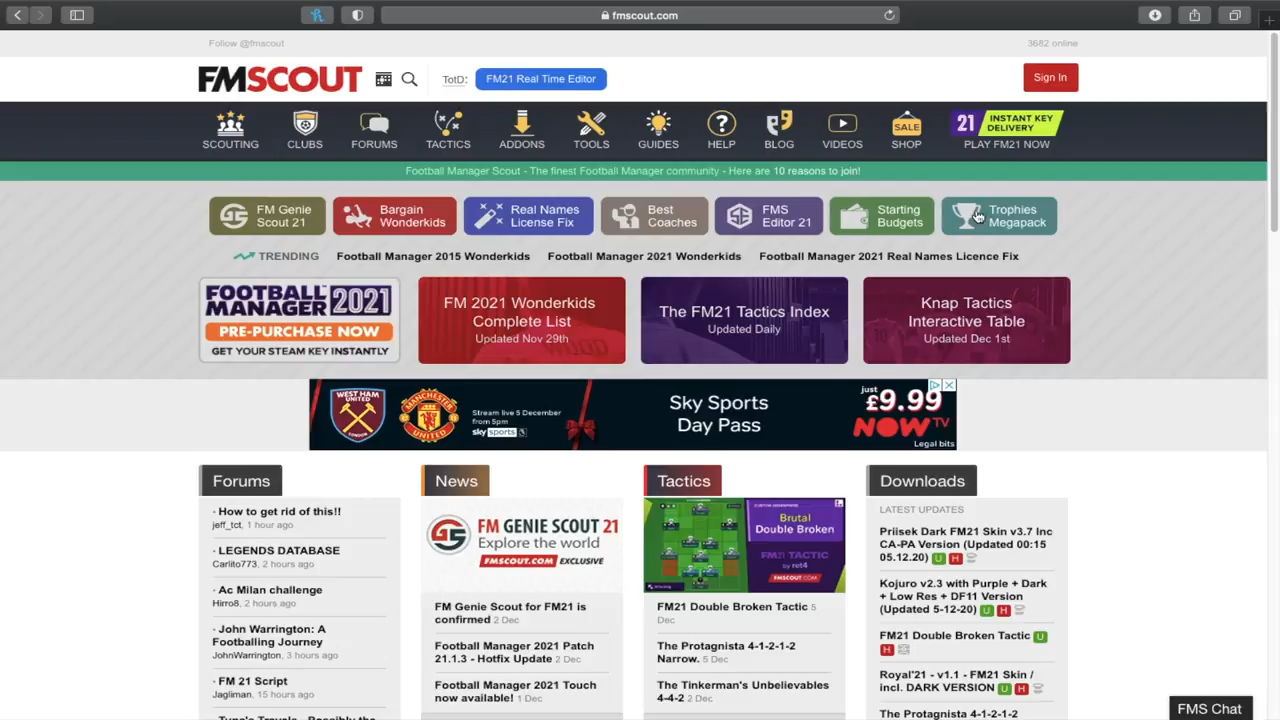 fmscout.com
Follow @fmscout
3682 online
FMSCOUT
TotD:
FM21 Real Time Editor
Sign In
SCOUTING
CLUBS
FORUMS
TACTICS
ADDONS
TOOLS
GUIDES
HELP
BLOG
VIDEOS
SALE
SHOP
21 INSTANT KEY
DELIVERY
PLAY FM21 NOW
Football Manager Scout - The finest Football Manager community - Here are 10 reasons to join!
FM Genie
Scout 21
Bargain
Wonderkids
Real Names
License Fix
Best
Coaches
FMS
Editor 21
Starting
Budgets
Trophies
Megapack
TRENDING
Football Manager 2015 Wonderkids
Football Manager 2021 Wonderkids
Football Manager 2021 Real Names Licence Fix
FOOTBALL
MANAGER 2021
PRE-PURCHASE NOW
GET YOUR STEAM KEY INSTANTLY
FM 2021 Wonderkids
Complete List
Updated Nov 29th
The FM21 Tactics Index
Updated Daily
Knap Tactics
Interactive Table
Updated Dec 1st
WEST HAM
UNITED
MANCHESTER
UNITED
Stream live 5 December
from 5pm
sky sports
Sky Sports
Day Pass
just
£9.99
NOW TV
Legal bits
Forums
· How to get rid of this!!
jeff_tct, 1 hour ago
· LEGENDS DATABASE
Carlito773, 2 hours ago
· Ac Milan challenge
Hirro8, 2 hours ago
· John Warrington: A
Footballing Journey
JohnWarrington, 3 hours ago
· FM 21 Script
Jagliman, 15 hours ago
News
FM GENIE SCOUT 21
Explore the world
FMSCOUT.COM EXCLUSIVE
FM Genie Scout for FM21 is
confirmed 2 Dec
Football Manager 2021 Patch
21.1.3 - Hotfix Update 2 Dec
Football Manager 2021 Touch
now available! 1 Dec
Tactics
Brutal
Double Broken
FM21 TACTIC
by ret4
FMSCOUT.COM
FM21 Double Broken Tactic 5
Dec
The Protagnista 4-1-2-1-2
Narrow. 5 Dec
The Tinkerman's Unbelievables
4-4-2 2 Dec
Downloads
LATEST UPDATES
Priisek Dark FM21 Skin v3.7 Inc
CA-PA Version (Updated 00:15
05.12.20) U H
Kojuro v2.3 with Purple + Dark
+ Low Res + DF11 Version
(Updated 5-12-20) U H
FM21 Double Broken Tactic U
H
Royal'21 - v1.1 - FM21 Skin /
incl. DARK VERSION U H
The Protagnista 4-1-2-1-2
FMS Chat